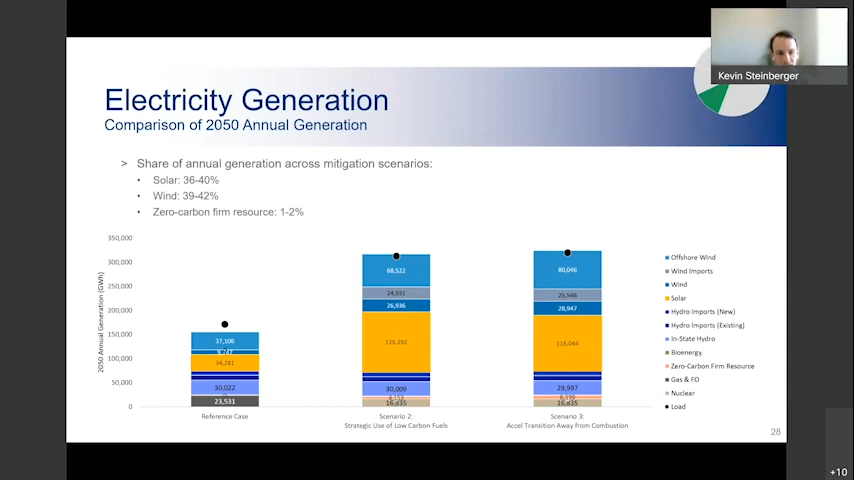 Kevin Steinberger
Electricity Generation
Comparison of 2050 Annual Generation
> Share of annual generation across mitigation scenarios:
• Solar: 36-40%
• Wind: 39-42%
• Zero-carbon firm resource: 1-2%
2050 Annual Generation (GWh)
350,000
300,000
250,000
200,000
150,000
100,000
50,000
0
37,106
34,281
30,022
23,531
68,522
24,931
26,936
125,292
30,009
16,835
80,046
25,546
28,947
116,044
29,997
16,835
Reference Case
Scenario 2:
Strategic Use of Low Carbon Fuels
Scenario 3:
Accel Transition Away from Combustion
Offshore Wind
Wind Imports
Wind
Solar
Hydro Imports (New)
Hydro Imports (Existing)
In-State Hydro
Bioenergy
Zero-Carbon Firm Resource
Gas & FO
Nuclear
Load
28
+10